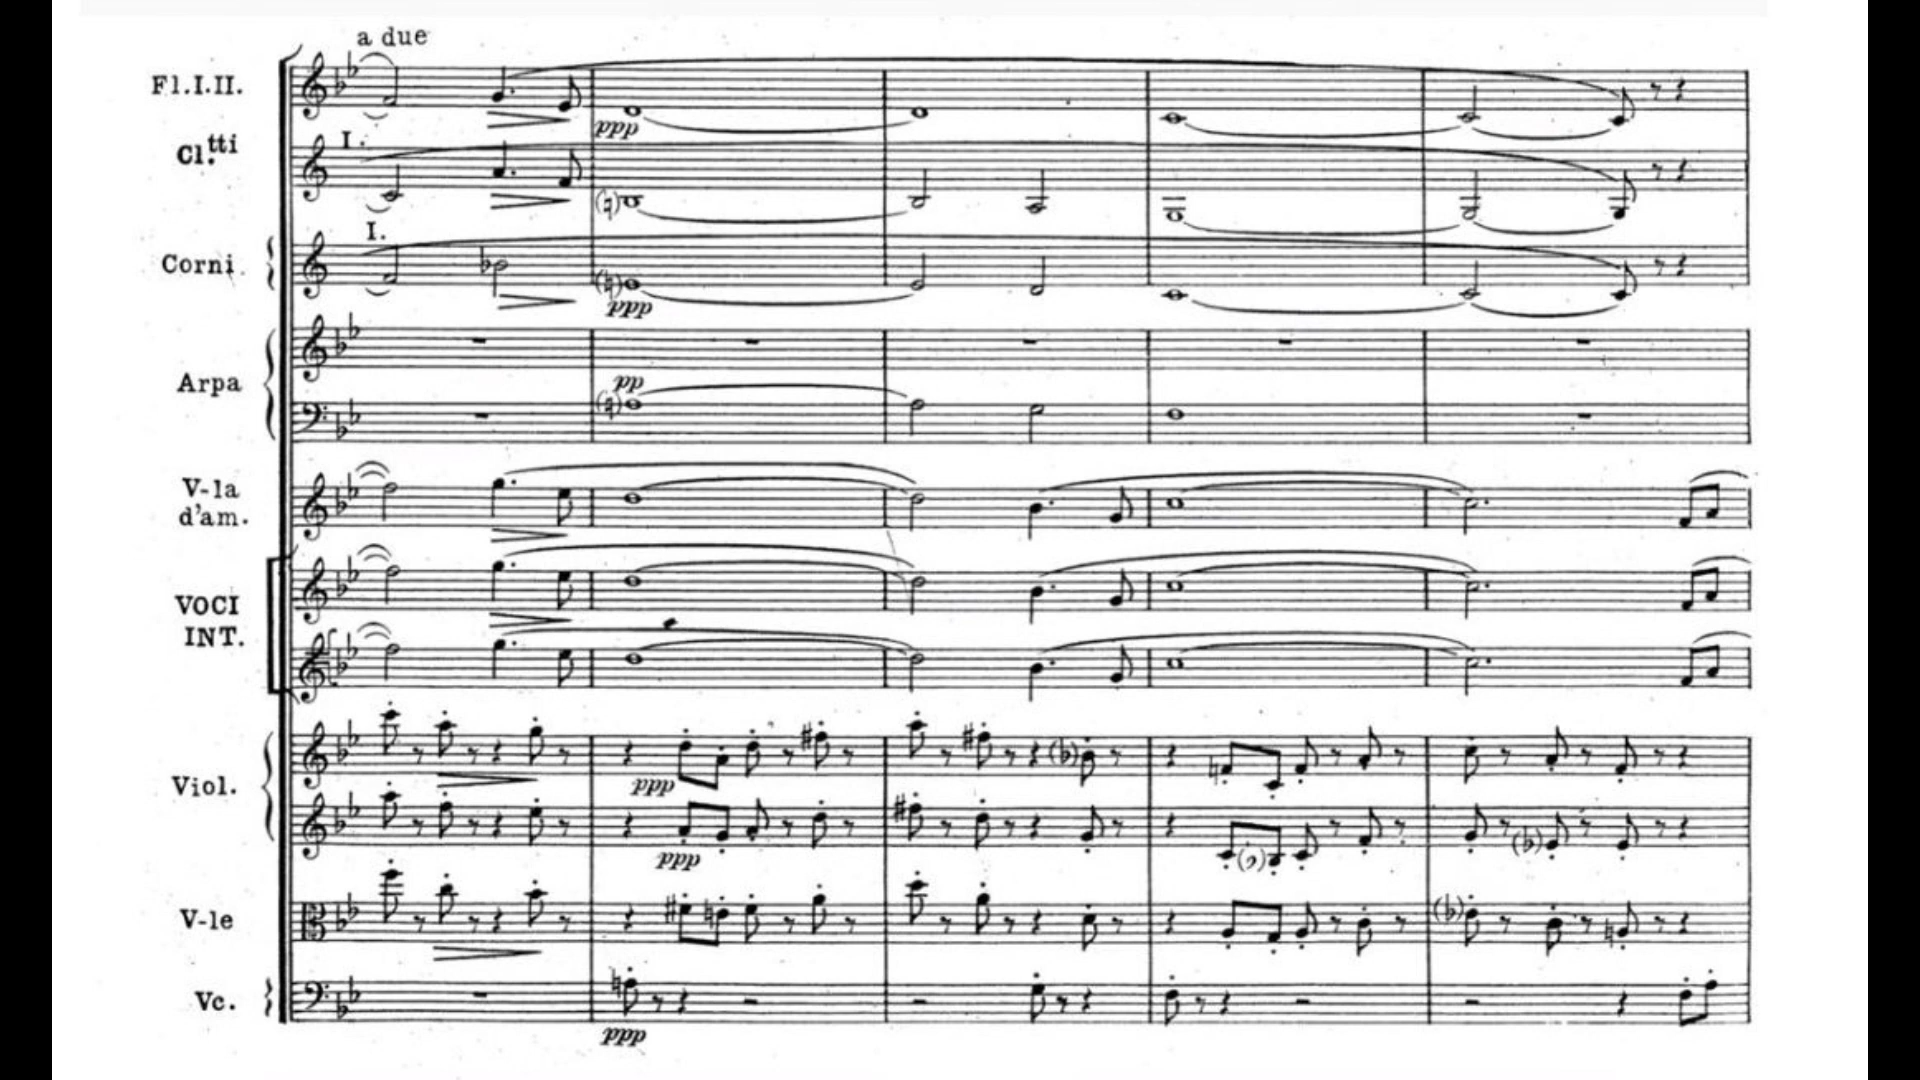 a due
Fl.I.II.
ppp
I.
Cl.tti
I.
Corni
ppp
Arpa
pp
V-la
d'am.
VOCI
INT.
Viol.
ppp
ppp
V-le
Vc.
ppp